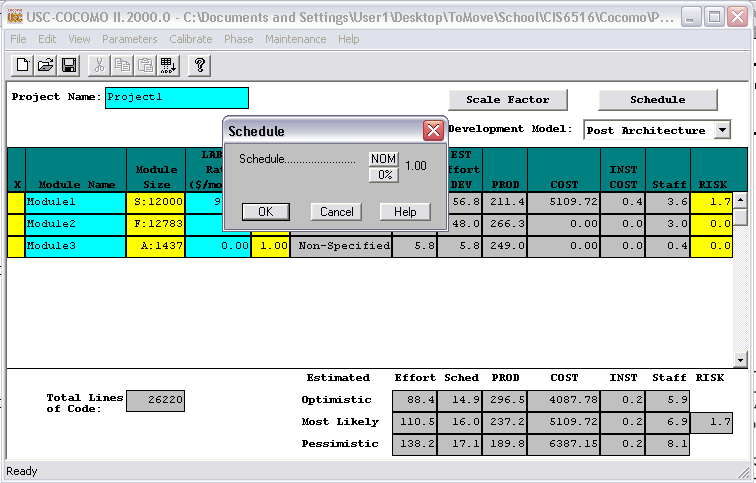 USC-COCOMO II.2000.0 - C:\Documents and Settings\User1\Desktop\ToMove\School\CIS6516\Cocomo\P...
File Edit View Parameters Calibrate Phase Maintenance Help
Project Name: Project1
Scale Factor Schedule
Development Model: Post Architecture
Schedule
Schedule........................ NOM 1.00
0%
OK Cancel Help
X Module Name Module Size LAB Rat ($/mo EST ffort DEV PROD COST INST COST Staff RISK
Module1 S:12000 9 56.8 211.4 5109.72 0.4 3.6 1.7
Module2 F:12783 48.0 266.3 0.00 0.0 3.0 0.0
Module3 A:1437 0.00 1.00 Non-Specified 5.8 5.8 249.0 0.00 0.0 0.4 0.0
Estimated Effort Sched PROD COST INST Staff RISK
Total Lines of Code: 26220
Optimistic 88.4 14.9 296.5 4087.78 0.2 5.9
Most Likely 110.5 16.0 237.2 5109.72 0.2 6.9 1.7
Pessimistic 138.2 17.1 189.8 6387.15 0.2 8.1
Ready